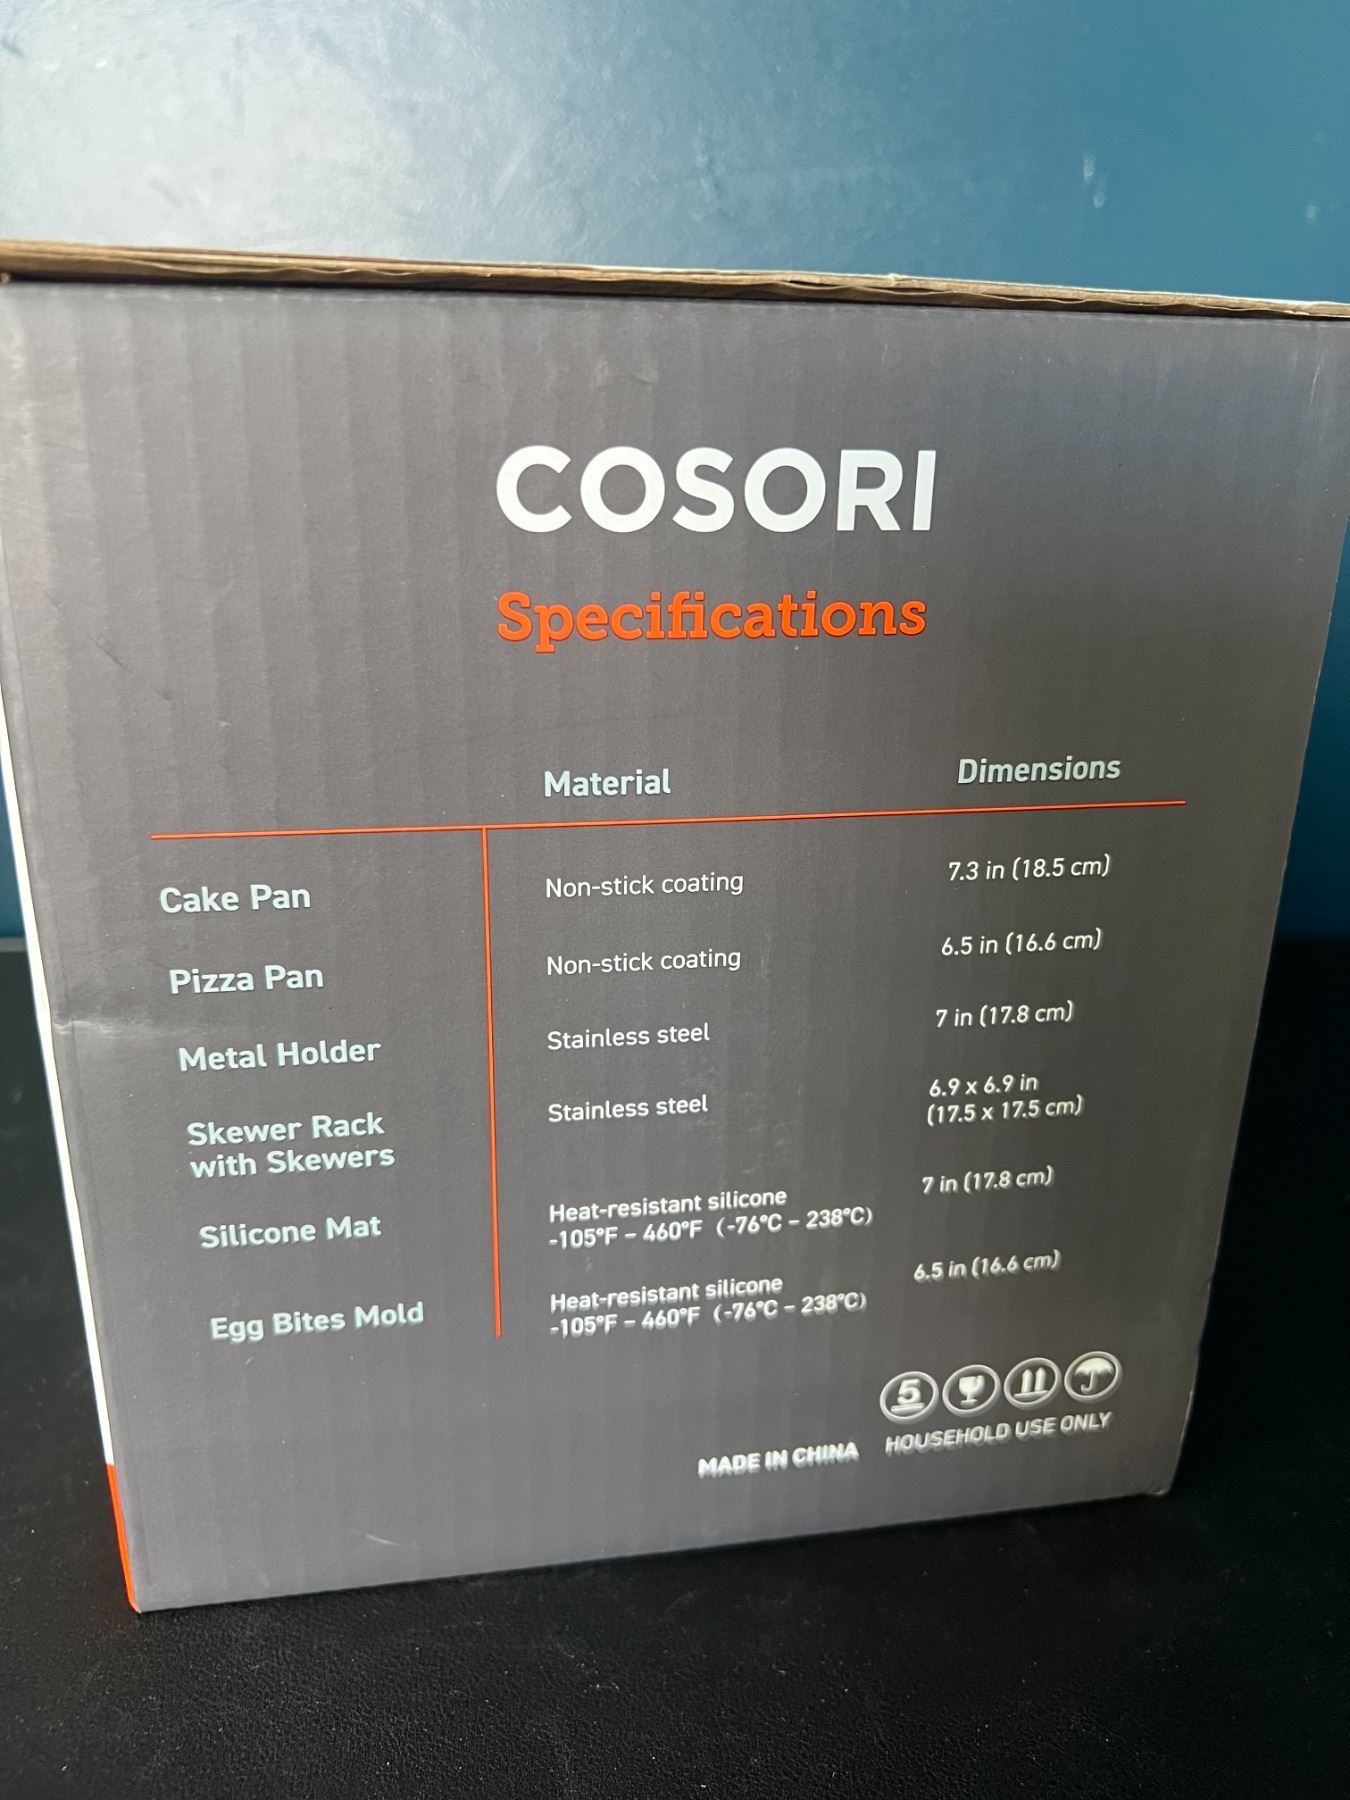 COSORI
Specifications
Material Dimensions
Cake Pan Non-stick coating 7.3 in (18.5 cm)
Pizza Pan Non-stick coating 6.5 in (16.6 cm)
Metal Holder Stainless steel 7 in (17.8 cm)
Skewer Rack
with Skewers
Stainless steel
6.9 x 6.9 in
(17.5 x 17.5 cm)
Silicone Mat
Heat-resistant silicone
-105°F – 460°F (-76°C – 238°C)
7 in (17.8 cm)
Egg Bites Mold
Heat-resistant silicone
-105°F – 460°F (-76°C – 238°C)
6.5 in (16.6 cm)
5
MADE IN CHINA HOUSEHOLD USE ONLY